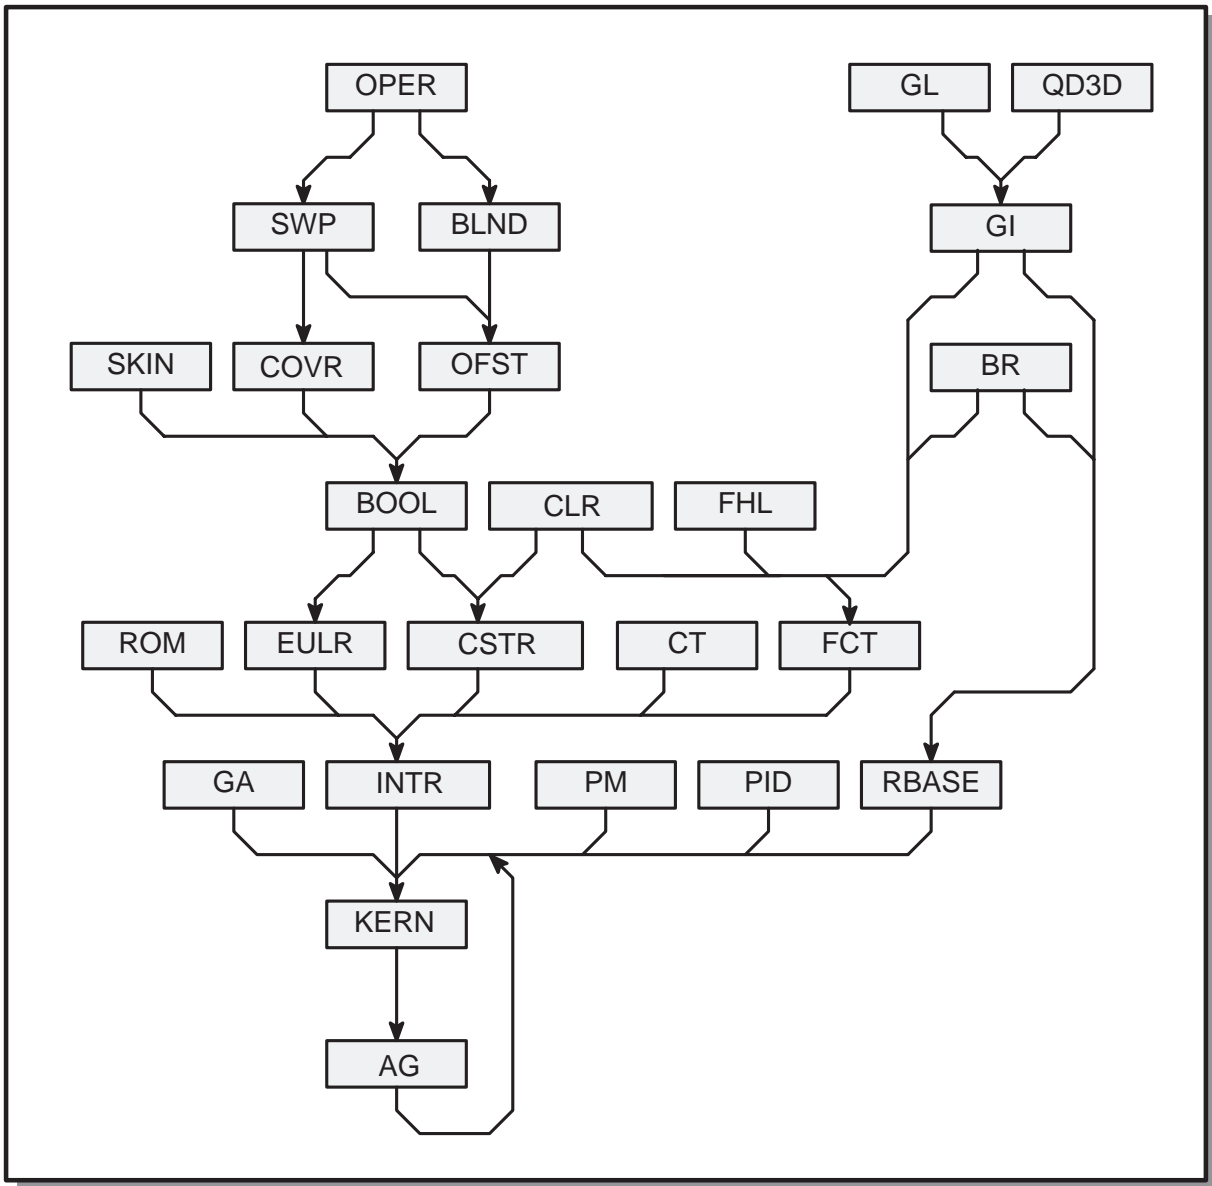 OPER
GL
QD3D
SWP
BLND
GI
SKIN
COVR
OFST
BR
BOOL
CLR
FHL
ROM
EULR
CSTR
CT
FCT
GA
INTR
PM
PID
RBASE
KERN
AG